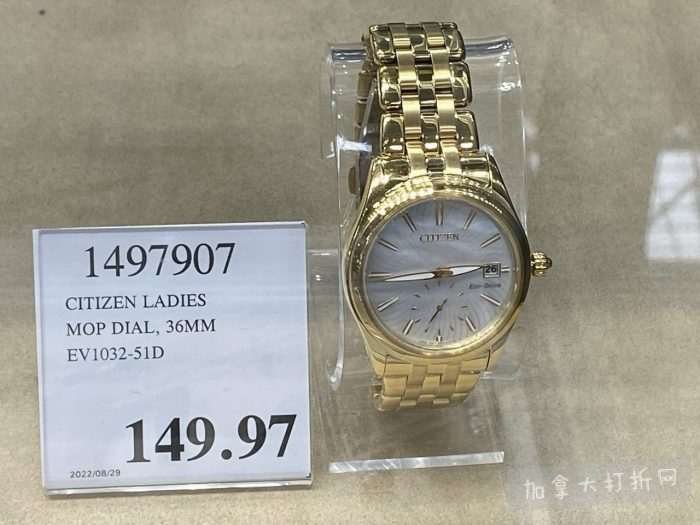 1497907
CITIZEN LADIES
MOP DIAL, 36MM
EV1032-51D
149.97
2022/08/29
CITIZEN
26
Eco-Drive
加拿大打折网